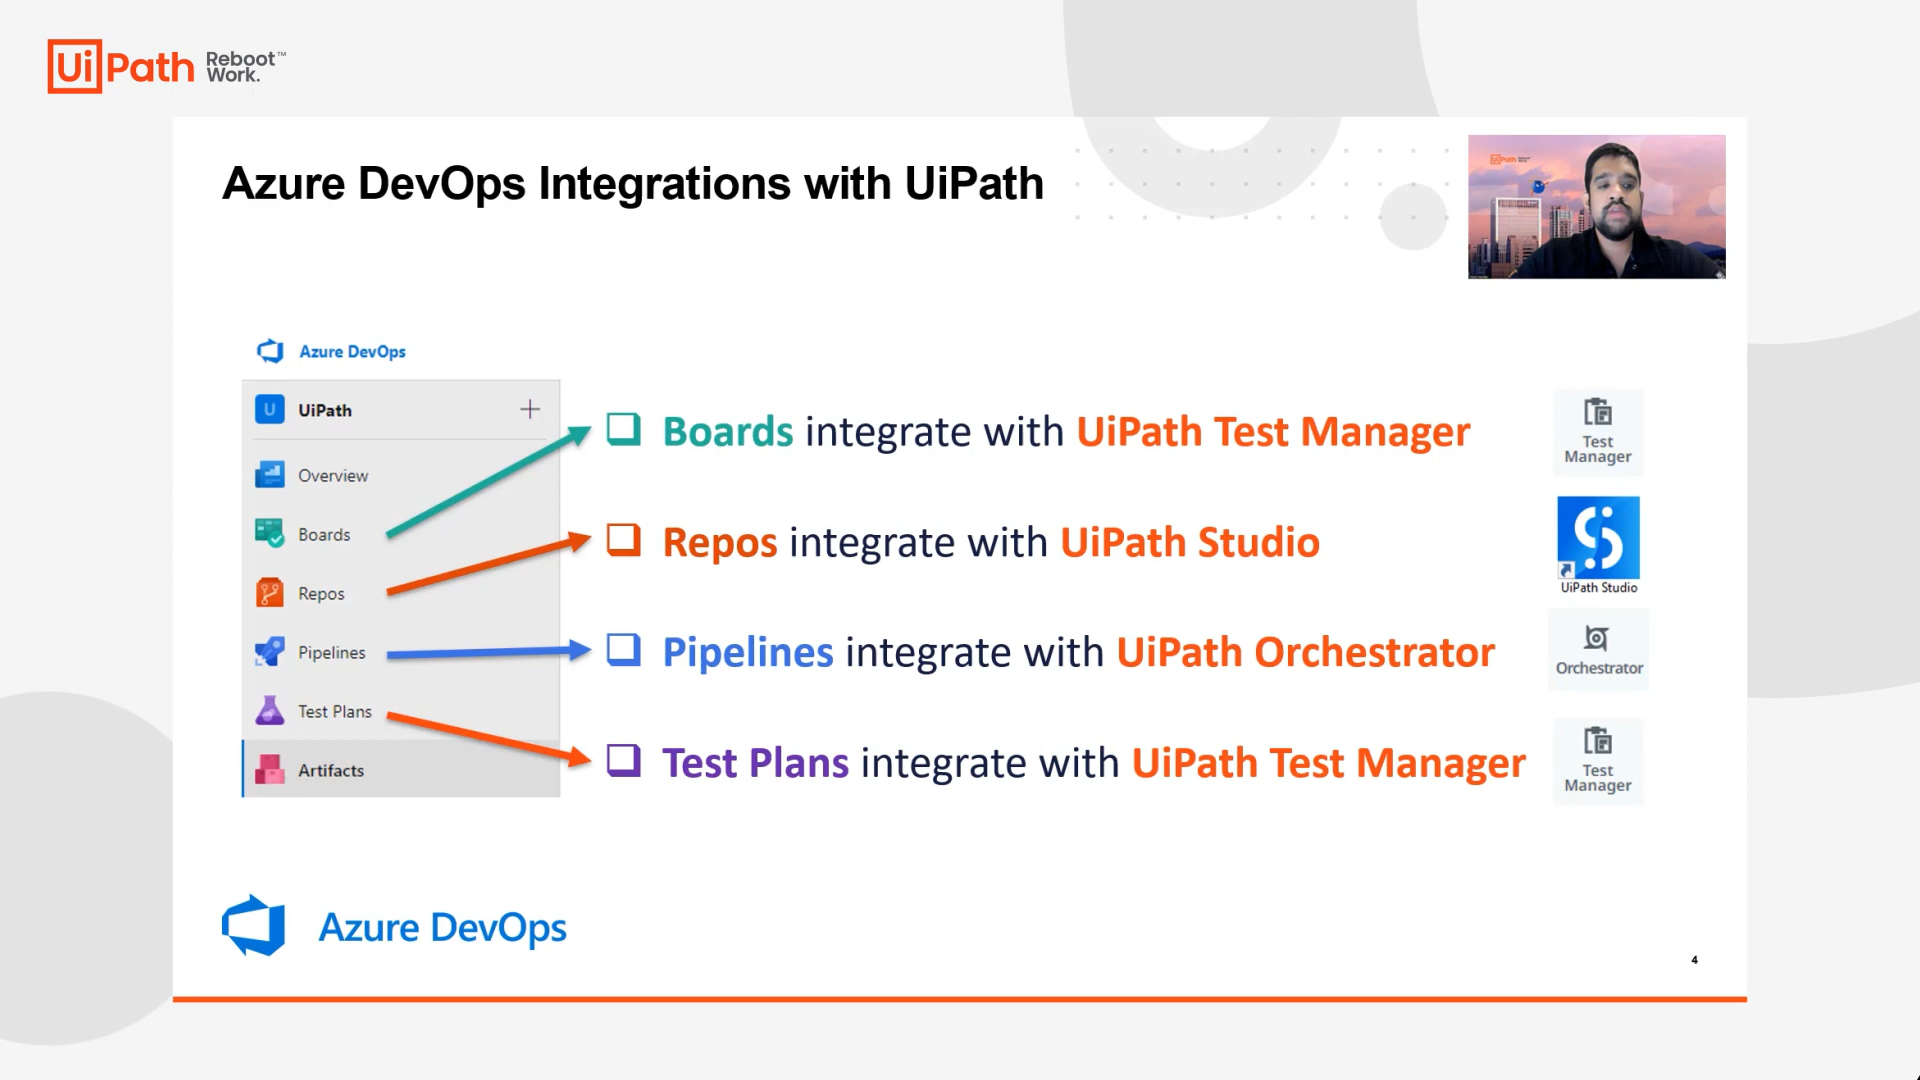 UiPath Reboot™
Work.
Azure DevOps Integrations with UiPath
UiPath Reboot
Azure DevOps
U UiPath
Overview
Boards
Repos
Pipelines
Test Plans
Artifacts
Boards integrate with UiPath Test Manager
Test
Manager
Repos integrate with UiPath Studio
UiPath Studio
Pipelines integrate with UiPath Orchestrator
Orchestrator
Test Plans integrate with UiPath Test Manager
Test
Manager
Azure DevOps
4